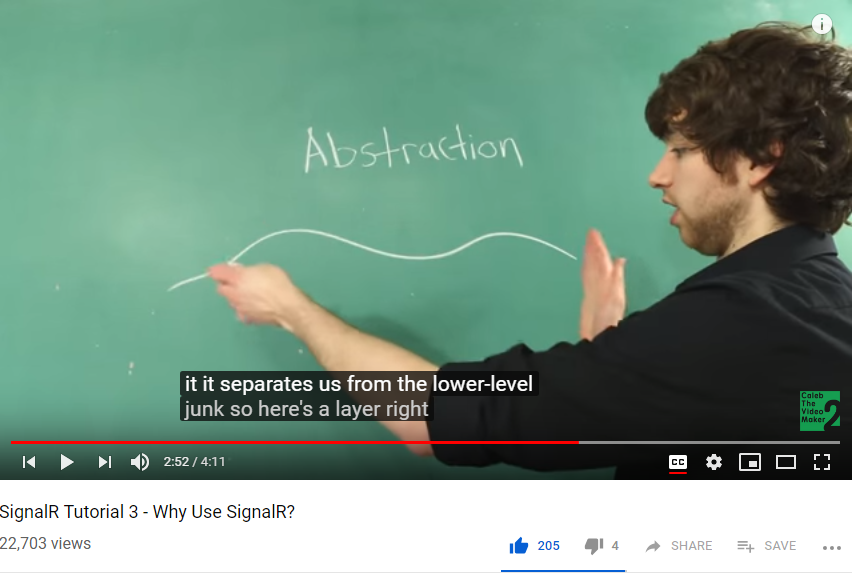 Abstraction
it it separates us from the lower-level
junk so here's a layer right
Caleb
The
Video
Maker
2
2:52 / 4:11
CC
SignalR Tutorial 3 - Why Use SignalR?
22,703 views
205
4
SHARE
SAVE